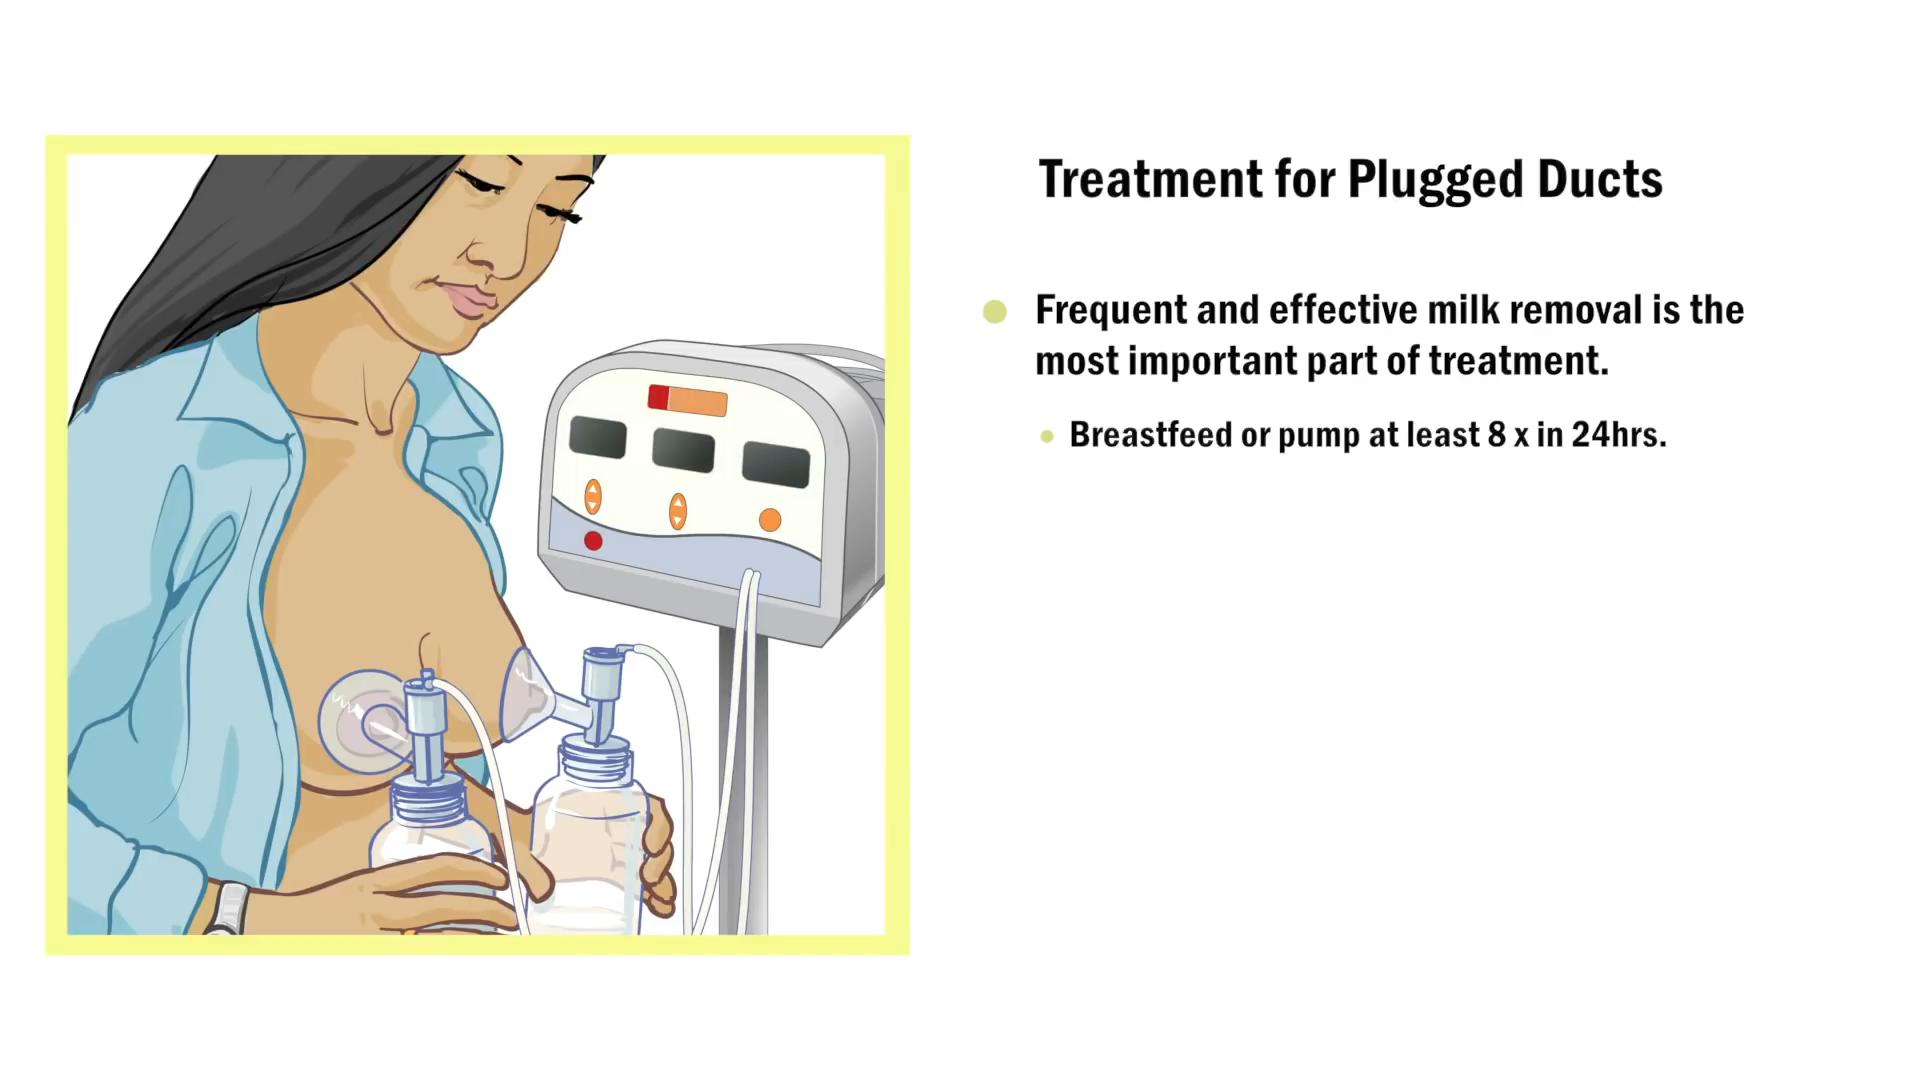 Treatment for Plugged Ducts
Frequent and effective milk removal is the
most important part of treatment.
Breastfeed or pump at least 8 x in 24hrs.